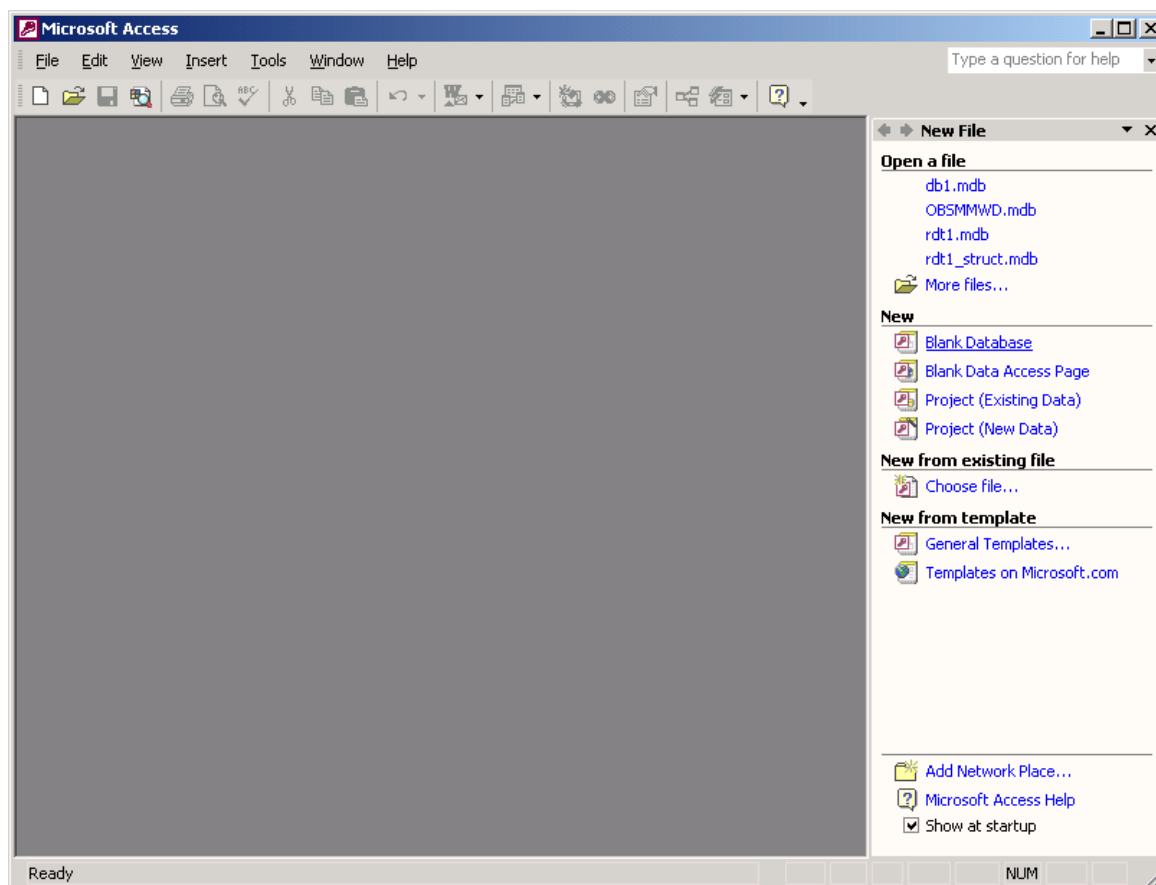 Microsoft Access
File Edit View Insert Tools Window Help
Type a question for help
New File
Open a file
db1.mdb
OBSMMWD.mdb
rdt1.mdb
rdt1_struct.mdb
More files...
New
Blank Database
Blank Data Access Page
Project (Existing Data)
Project (New Data)
New from existing file
Choose file...
New from template
General Templates...
Templates on Microsoft.com
Add Network Place...
Microsoft Access Help
Show at startup
Ready NUM